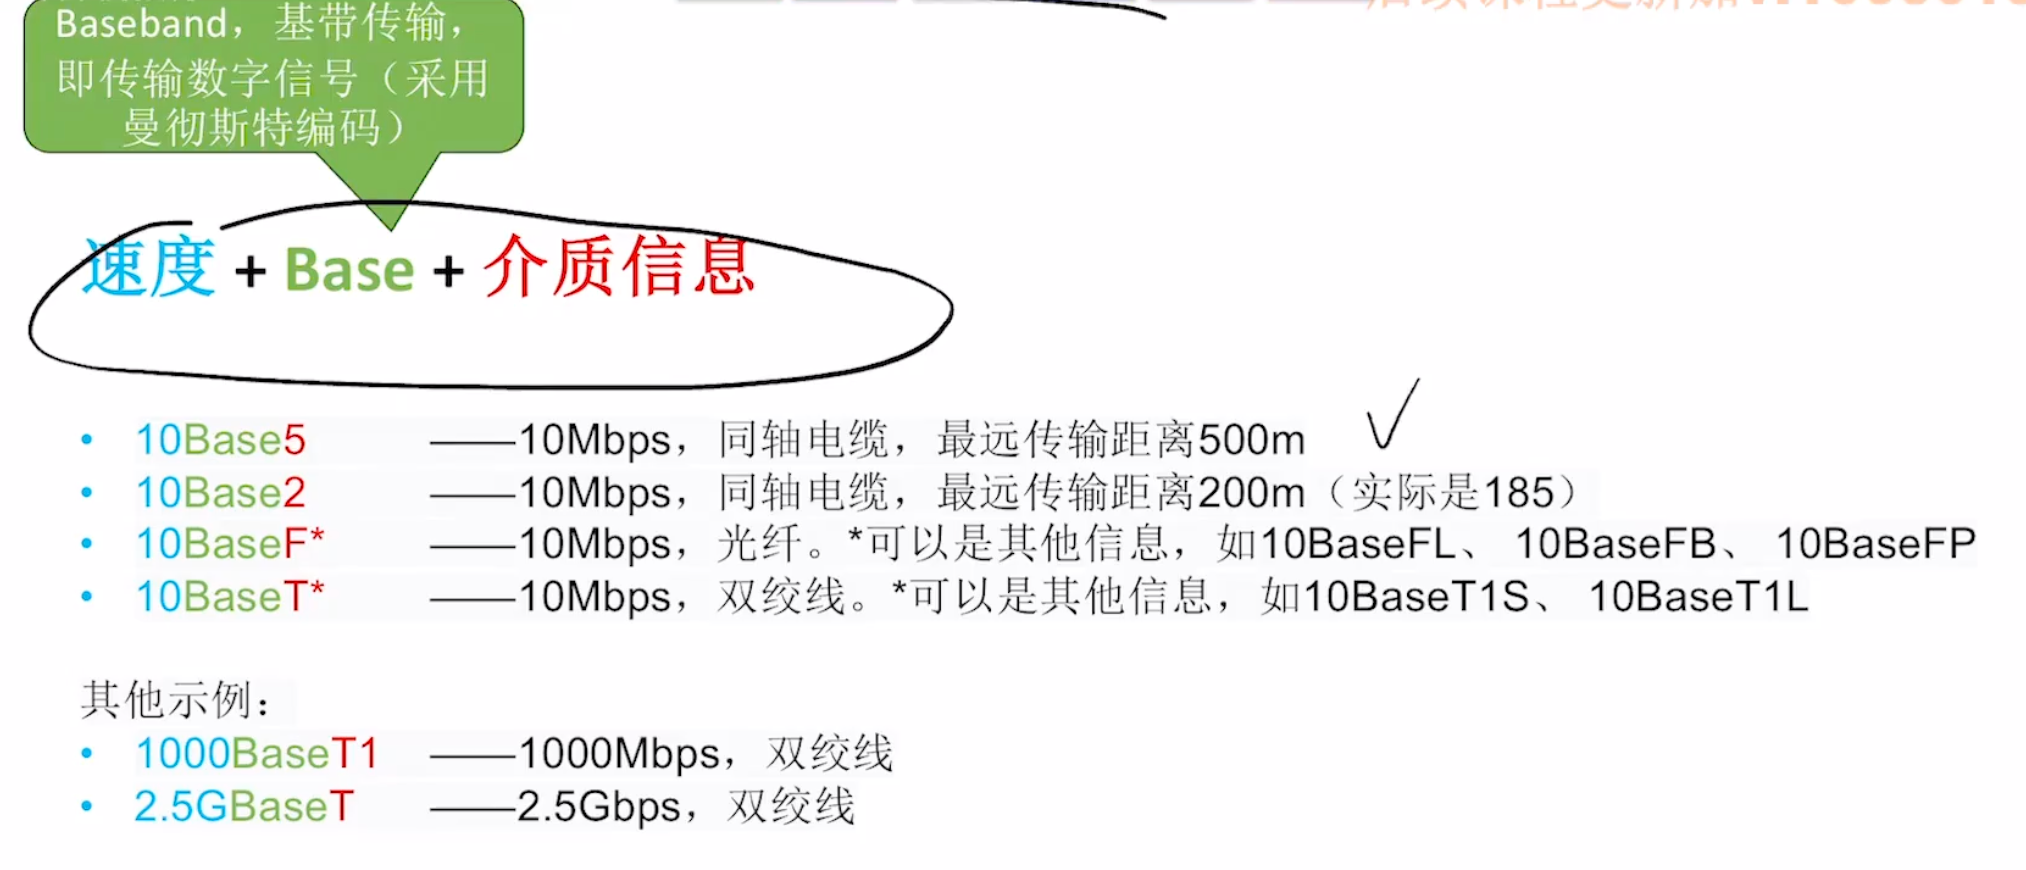 Baseband，基带传输，
即传输数字信号（采用
曼彻斯特编码）
速度 + Base + 介质信息
• 10Base5 ——10Mbps，同轴电缆，最远传输距离500m
• 10Base2 ——10Mbps，同轴电缆，最远传输距离200m（实际是185）
• 10BaseF* ——10Mbps，光纤。*可以是其他信息，如10BaseFL、 10BaseFB、 10BaseFP
• 10BaseT* ——10Mbps，双绞线。*可以是其他信息，如10BaseT1S、 10BaseT1L
其他示例：
• 1000BaseT1 ——1000Mbps，双绞线
• 2.5GBaseT ——2.5Gbps，双绞线